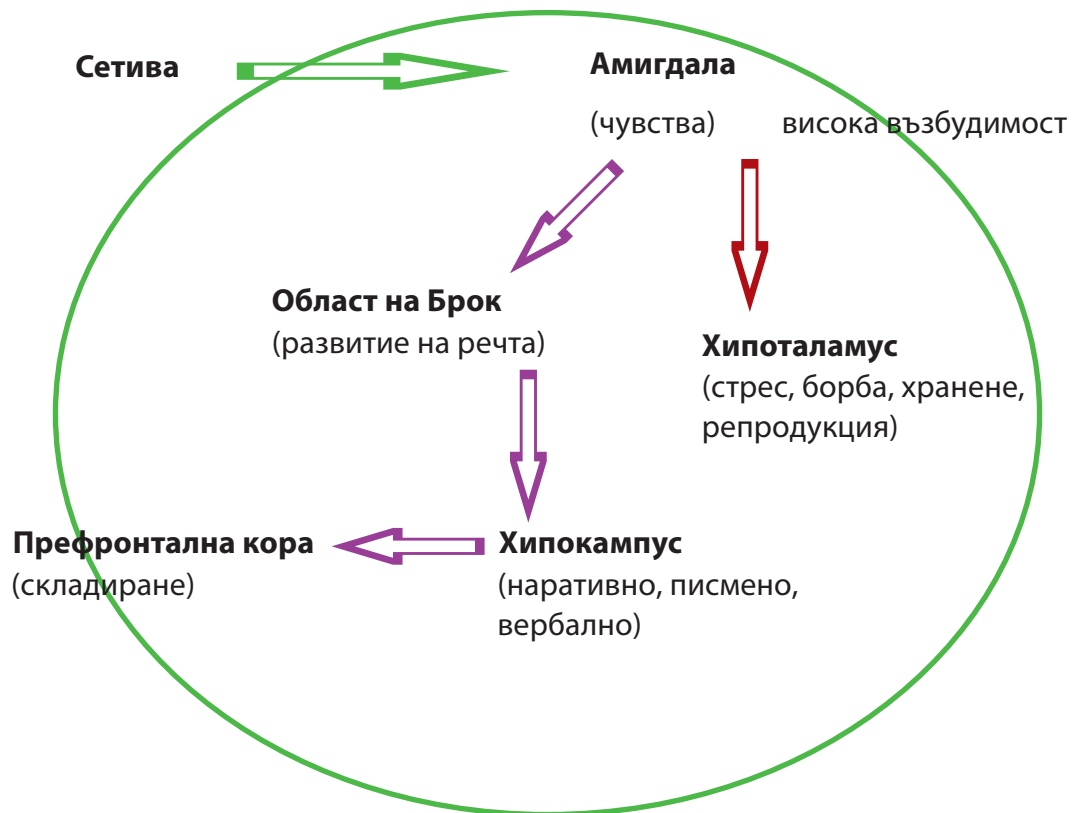 Сетива
Амигдала
(чувства)
висока възбудимост
Област на Брок
(развитие на речта)
Хипоталамус
(стрес, борба, хранене,
репродукция)
Префронтална кора
(складиране)
Хипокампус
(наративно, писмено,
вербално)